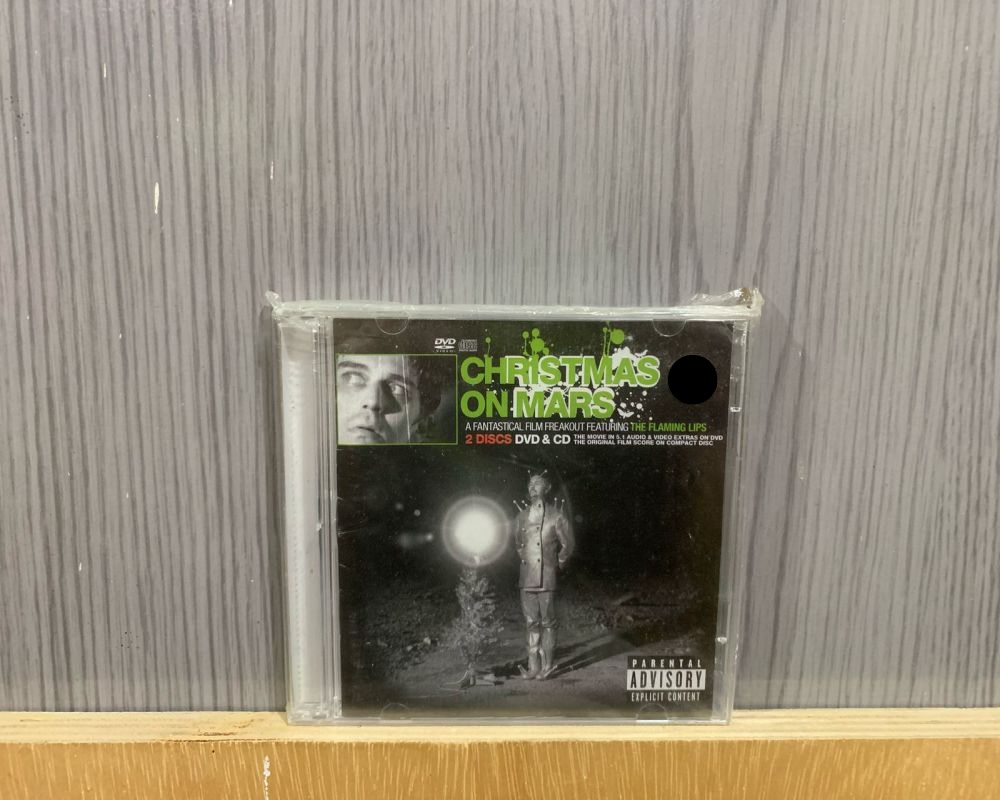 DVD VIDEO
CHRISTMAS
ON MARS
A FANTASTICAL FILM FREAKOUT FEATURING THE FLAMING LIPS
2 DISCS DVD & CD THE MOVIE IN 5.1 AUDIO & VIDEO EXTRAS ON DVD
THE ORIGINAL FILM SCORE ON COMPACT DISC
PARENTAL
ADVISORY
EXPLICIT CONTENT